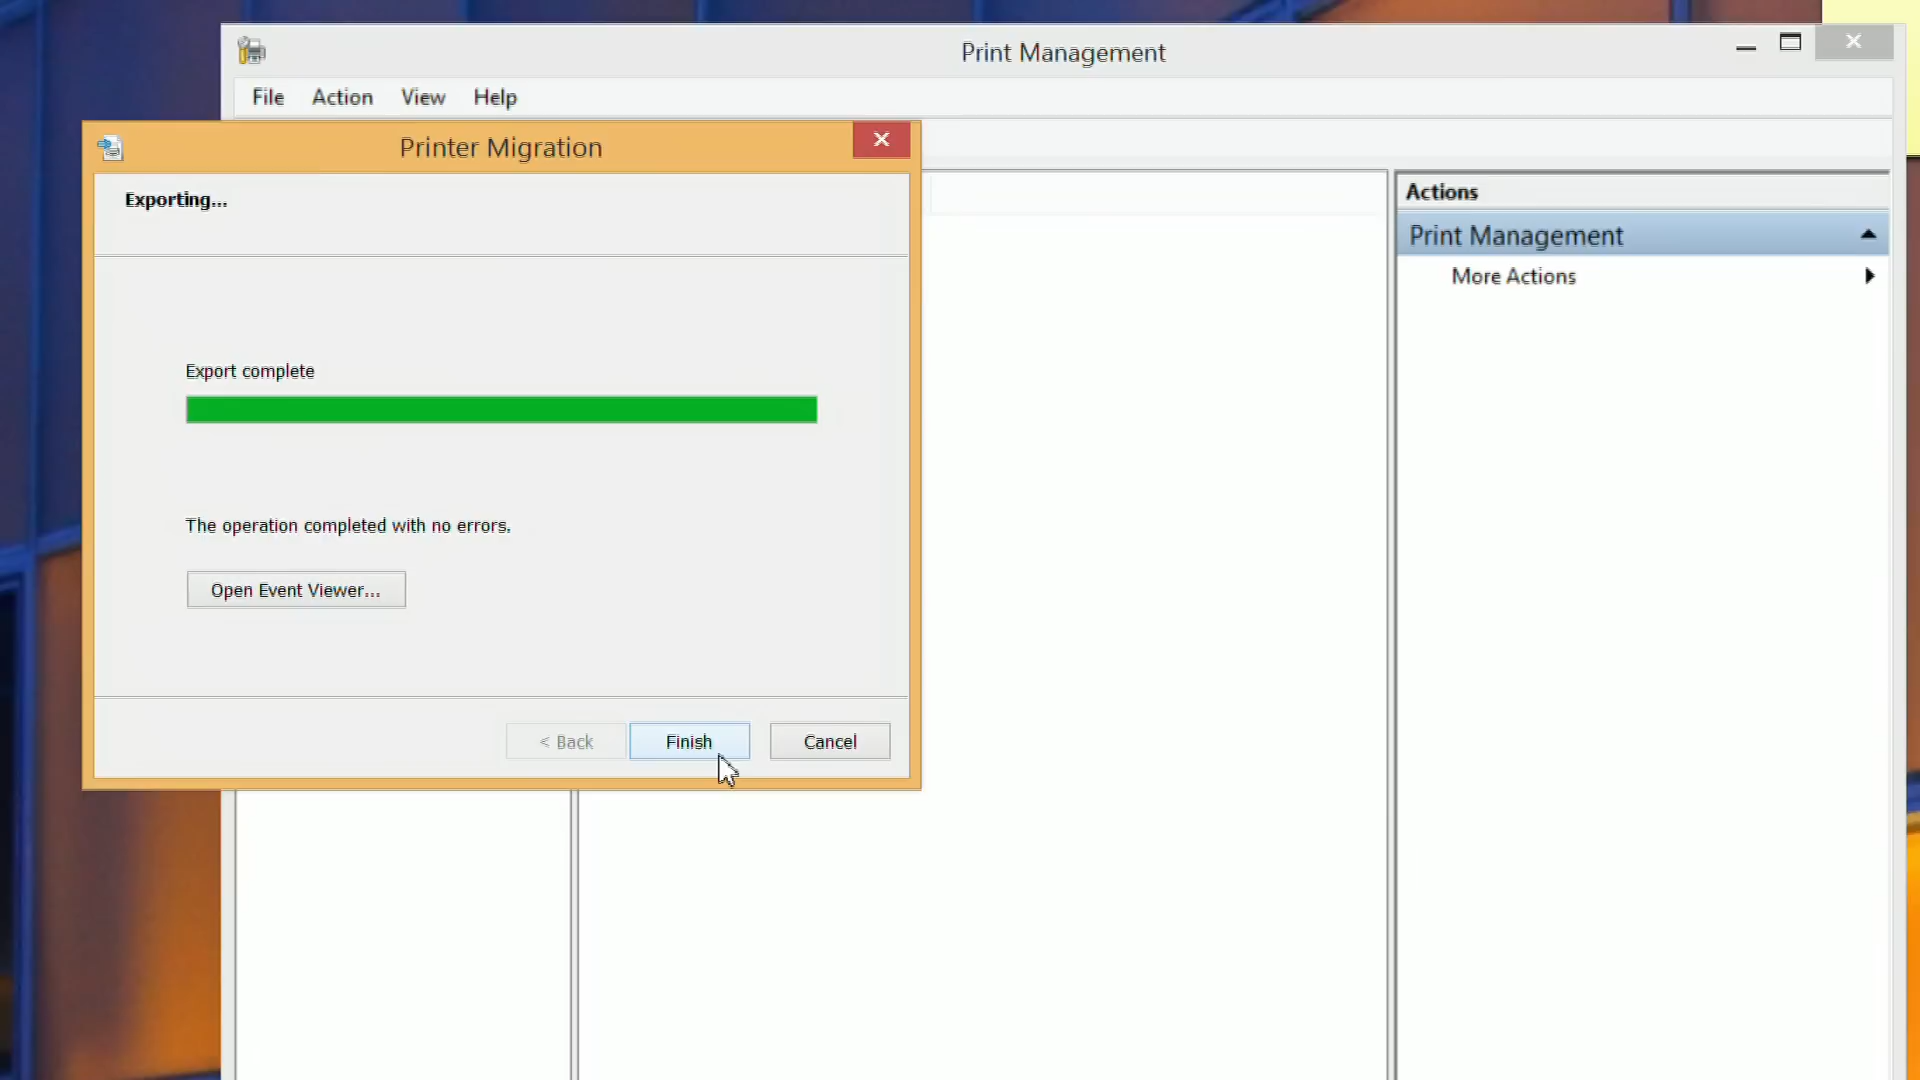 Print Management
File Action View Help
Printer Migration
Exporting...
Export complete
The operation completed with no errors.
Open Event Viewer...
< Back Finish Cancel
Actions
Print Management
More Actions